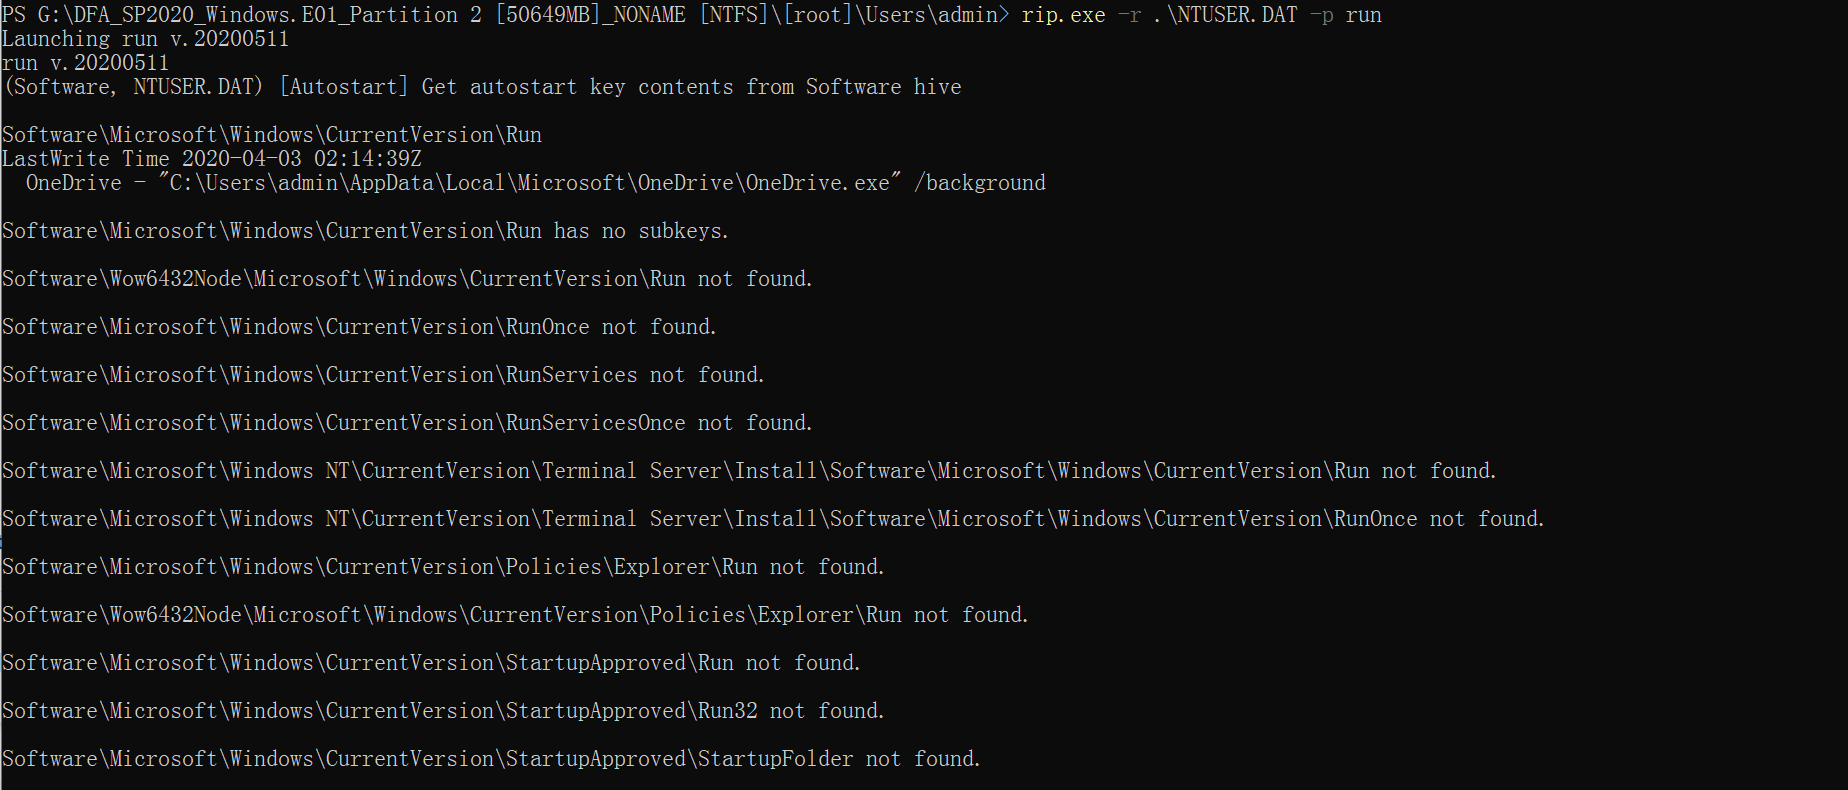 PS G:\DFA_SP2020_Windows.E01_Partition 2 [50649MB]_NONAME [NTFS]\[root]\Users\admin> rip.exe -r .\NTUSER.DAT -p run
Launching run v.20200511
run v.20200511
(Software, NTUSER.DAT) [Autostart] Get autostart key contents from Software hive
Software\Microsoft\Windows\CurrentVersion\Run
LastWrite Time 2020-04-03 02:14:39Z
  OneDrive - "C:\Users\admin\AppData\Local\Microsoft\OneDrive\OneDrive.exe" /background
Software\Microsoft\Windows\CurrentVersion\Run has no subkeys.
Software\Wow6432Node\Microsoft\Windows\CurrentVersion\Run not found.
Software\Microsoft\Windows\CurrentVersion\RunOnce not found.
Software\Microsoft\Windows\CurrentVersion\RunServices not found.
Software\Microsoft\Windows\CurrentVersion\RunServicesOnce not found.
Software\Microsoft\Windows NT\CurrentVersion\Terminal Server\Install\Software\Microsoft\Windows\CurrentVersion\Run not found.
Software\Microsoft\Windows NT\CurrentVersion\Terminal Server\Install\Software\Microsoft\Windows\CurrentVersion\RunOnce not found.
Software\Microsoft\Windows\CurrentVersion\Policies\Explorer\Run not found.
Software\Wow6432Node\Microsoft\Windows\CurrentVersion\Policies\Explorer\Run not found.
Software\Microsoft\Windows\CurrentVersion\StartupApproved\Run not found.
Software\Microsoft\Windows\CurrentVersion\StartupApproved\Run32 not found.
Software\Microsoft\Windows\CurrentVersion\StartupApproved\StartupFolder not found.